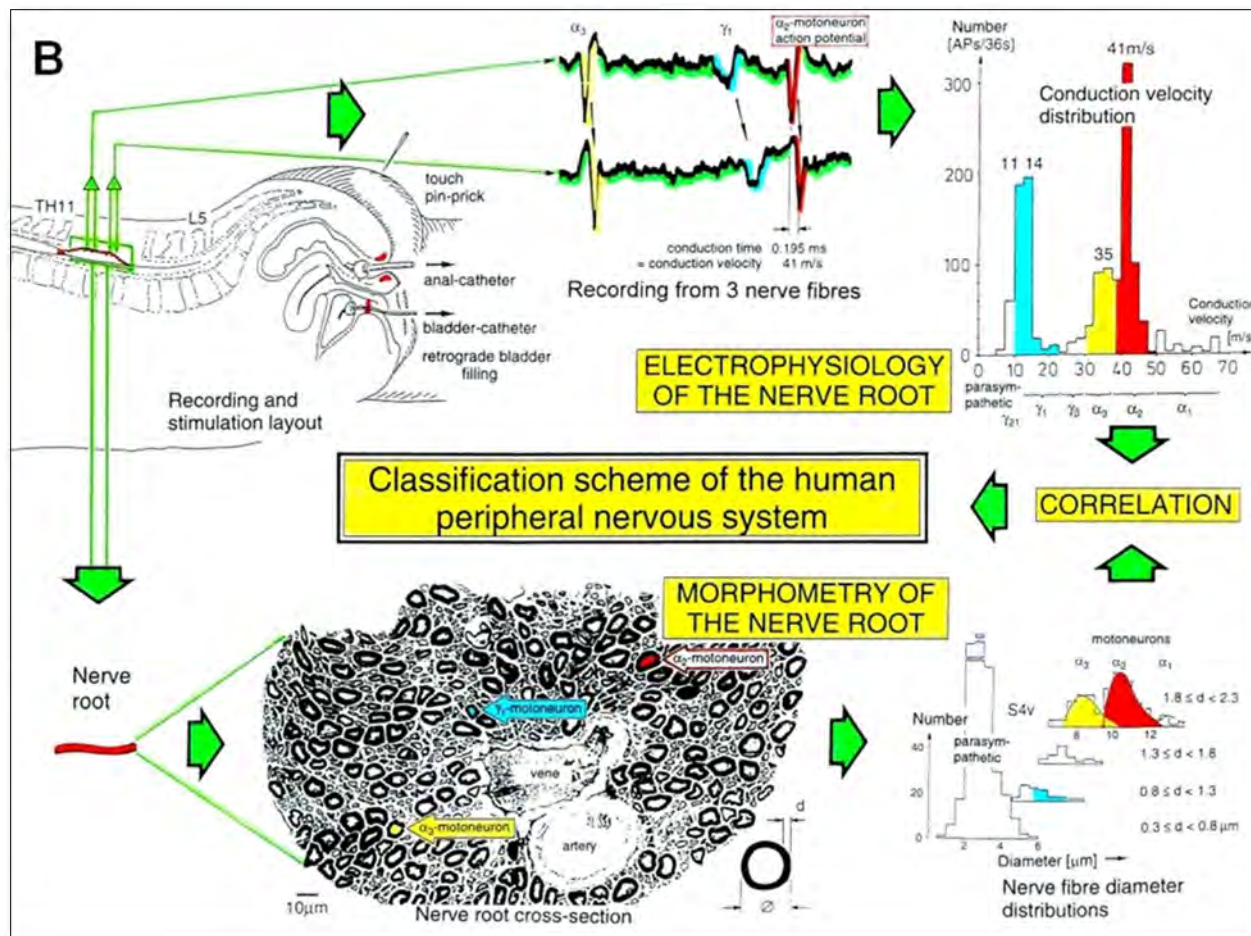 B
α₃
γ₁
α₂-motoneuron
action potential
TH11
L5
touch
pin-prick
anal-catheter
bladder-catheter
retrograde bladder
filling
Recording and
stimulation layout
conduction time 0.195 ms
= conduction velocity 41 m/s
Recording from 3 nerve fibres
Number
[APs/36s]
41m/s
300
Conduction velocity
distribution
11 14
200
35
100
Conduction
velocity
[m/s
0
0 10 20 30 40 50 60 70
parasym-
pathetic
γ₂₁ γ₁ γβ α₃ α₂ α₁
ELECTROPHYSIOLOGY
OF THE NERVE ROOT
Classification scheme of the human
peripheral nervous system
CORRELATION
MORPHOMETRY OF
THE NERVE ROOT
Nerve
root
α₂-motoneuron
γ₁-motoneuron
vene
α₃-motoneuron
artery
d
Ø
10µm
Nerve root cross-section
motoneurons
α₃ α₂ α₁
S4v
1.8 ≤ d < 2.3
8 10 12
Number
40
parasym-
pathetic
1.3 ≤ d < 1.8
20
0.8 ≤ d < 1.3
0
0.3 ≤ d < 0.8 µm
2 4 6
Diameter [µm]
Nerve fibre diameter
distributions